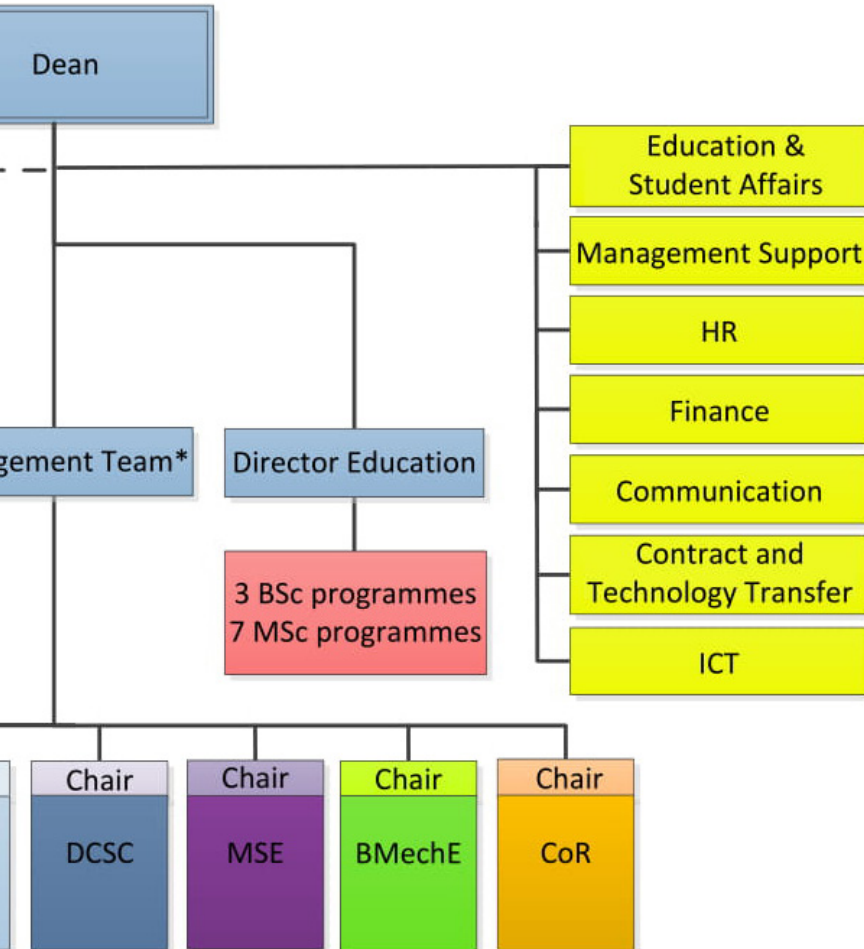 Dean
Education &
Student Affairs
Management Support
HR
Finance
Communication
Contract and
Technology Transfer
ICT
gement Team*
Director Education
3 BSc programmes
7 MSc programmes
Chair
DCSC
Chair
MSE
Chair
BMechE
Chair
CoR